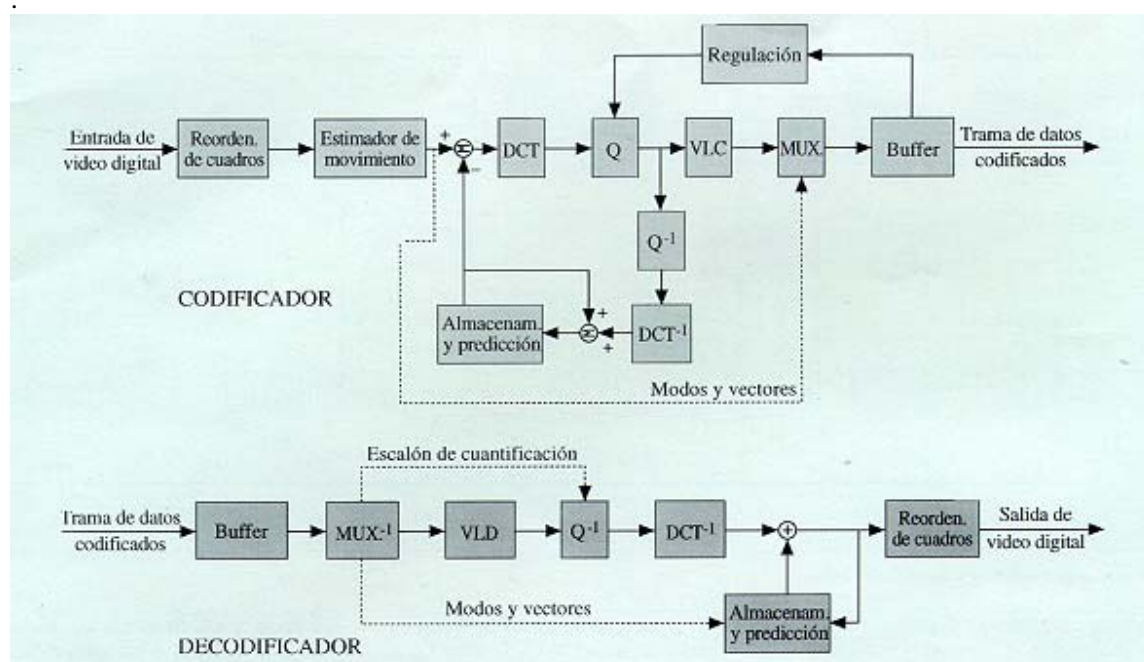 .
Regulación
Entrada de
video digital
Reorden.
de cuadros
Estimador de
movimiento
+
Σ
−
DCT
Q
VLC
MUX.
Buffer
Trama de datos
codificados
Q-1
CODIFICADOR
Almacenam.
y predicción
Σ
+
+
DCT-1
Modos y vectores
Escalón de cuantificación
Trama de datos
codificados
Buffer
MUX.-1
VLD
Q-1
DCT-1
+
Reorden.
de cuadros
Salida de
video digital
Modos y vectores
Almacenam.
y predicción
DECODIFICADOR